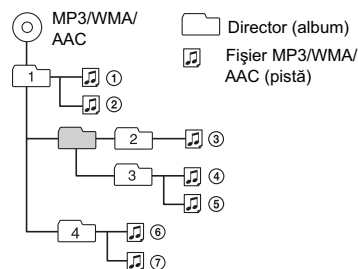 MP3/WMA/
AAC
Director (album)
Fişier MP3/WMA/
AAC (pistă)
1
①
②
2
③
3
④
⑤
4
⑥
⑦